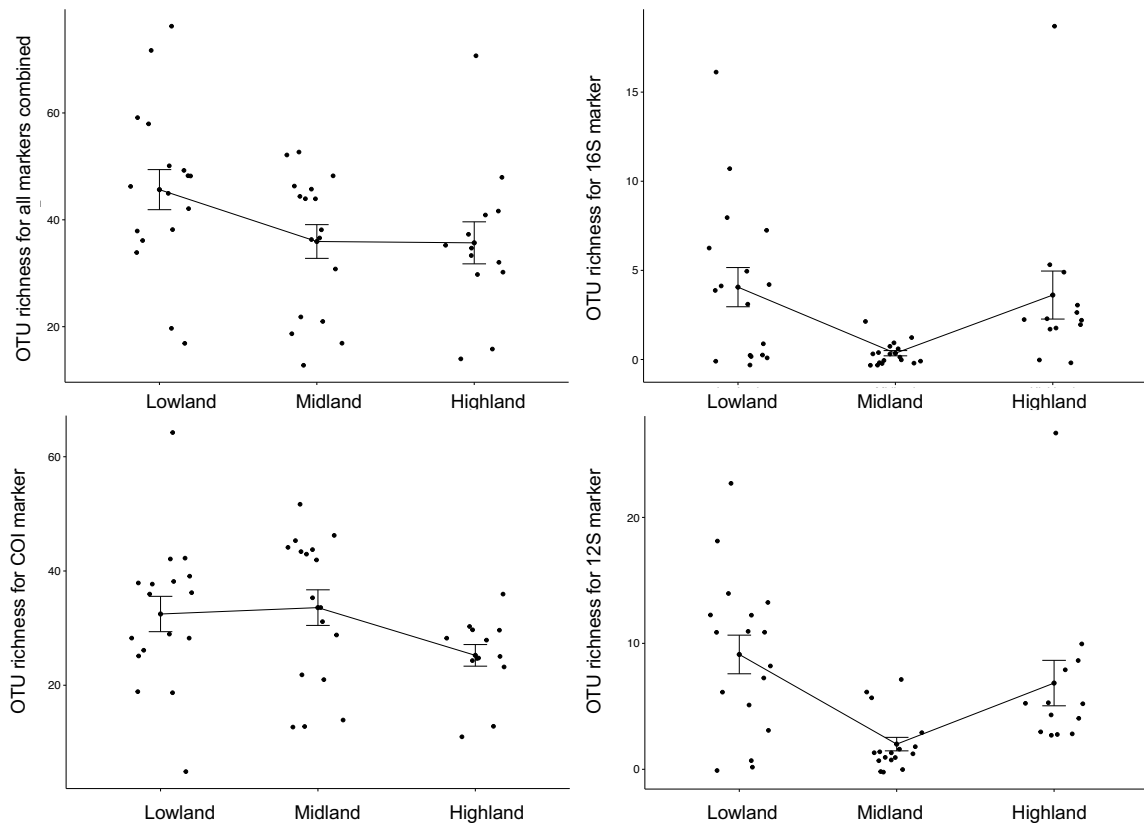 OTU richness for all markers combined
60
40
20
Lowland
Midland
Highland
OTU richness for 16S marker
15
10
5
0
Lowland
Midland
Highland
OTU richness for COI marker
60
40
20
Lowland
Midland
Highland
OTU richness for 12S marker
20
10
0
Lowland
Midland
Highland